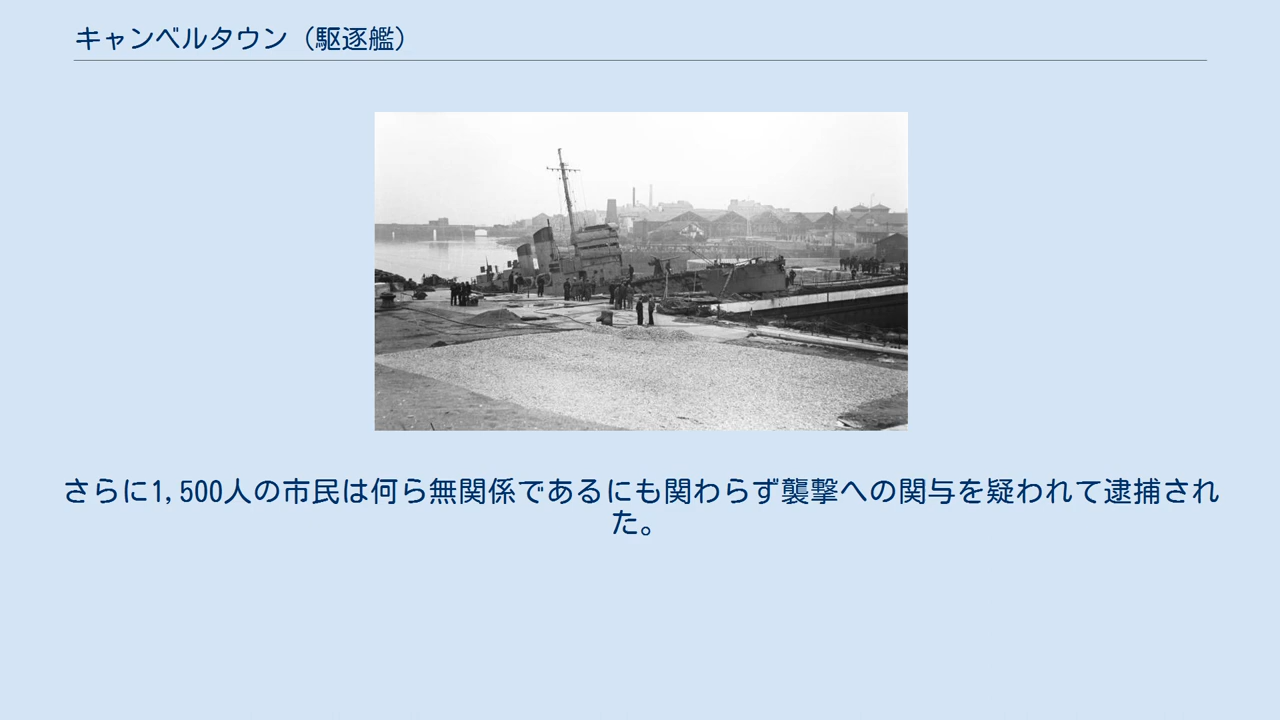 キャンベルタウン（駆逐艦）
さらに1,500人の市民は何ら無関係であるにも関わらず襲撃への関与を疑われて逮捕され
た。